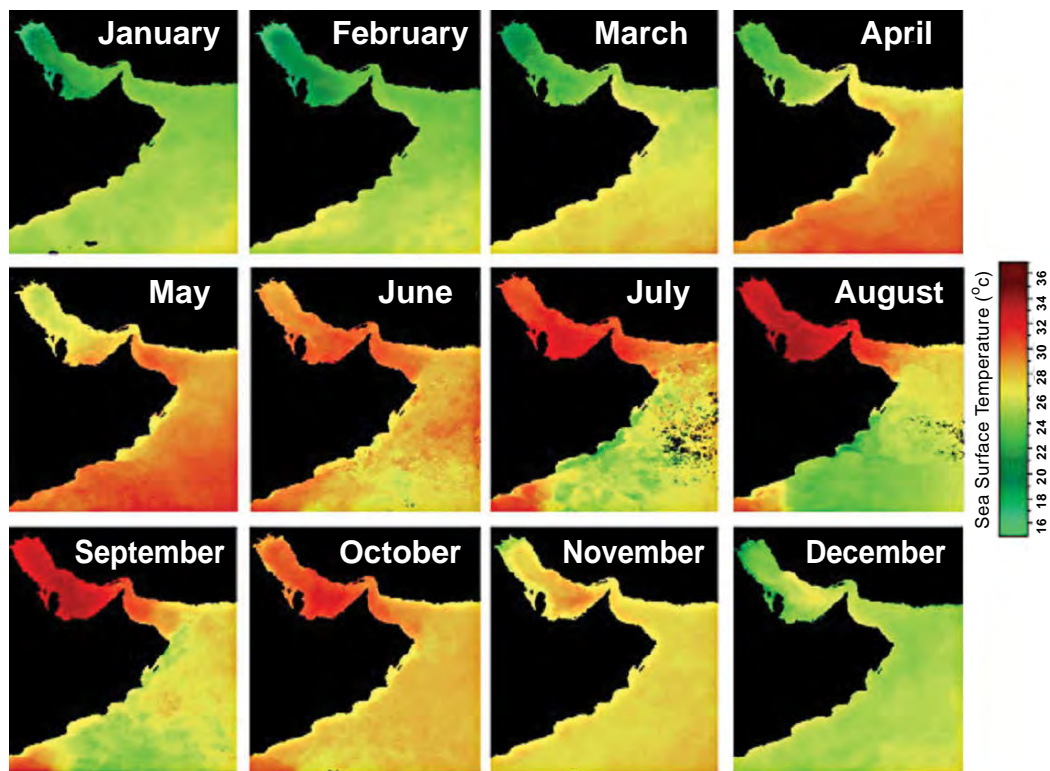 January
February
March
April
May
June
July
August
September
October
November
December
Sea Surface Temperature (°c)
36
34
32
30
28
26
24
22
20
18
16